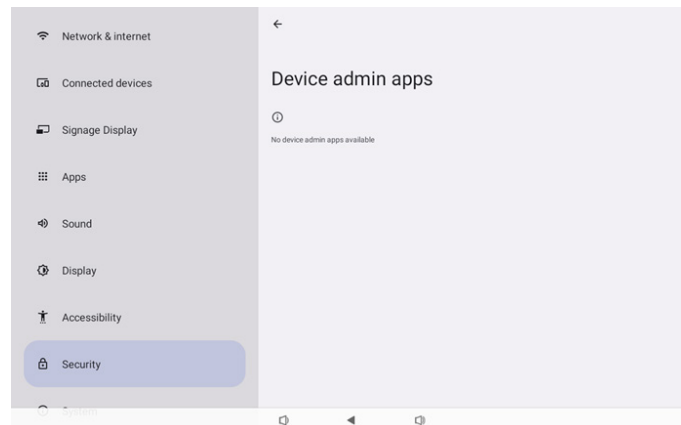 Network & internet
Connected devices
Signage Display
Apps
Sound
Display
Accessibility
Security
System
Device admin apps
No device admin apps available